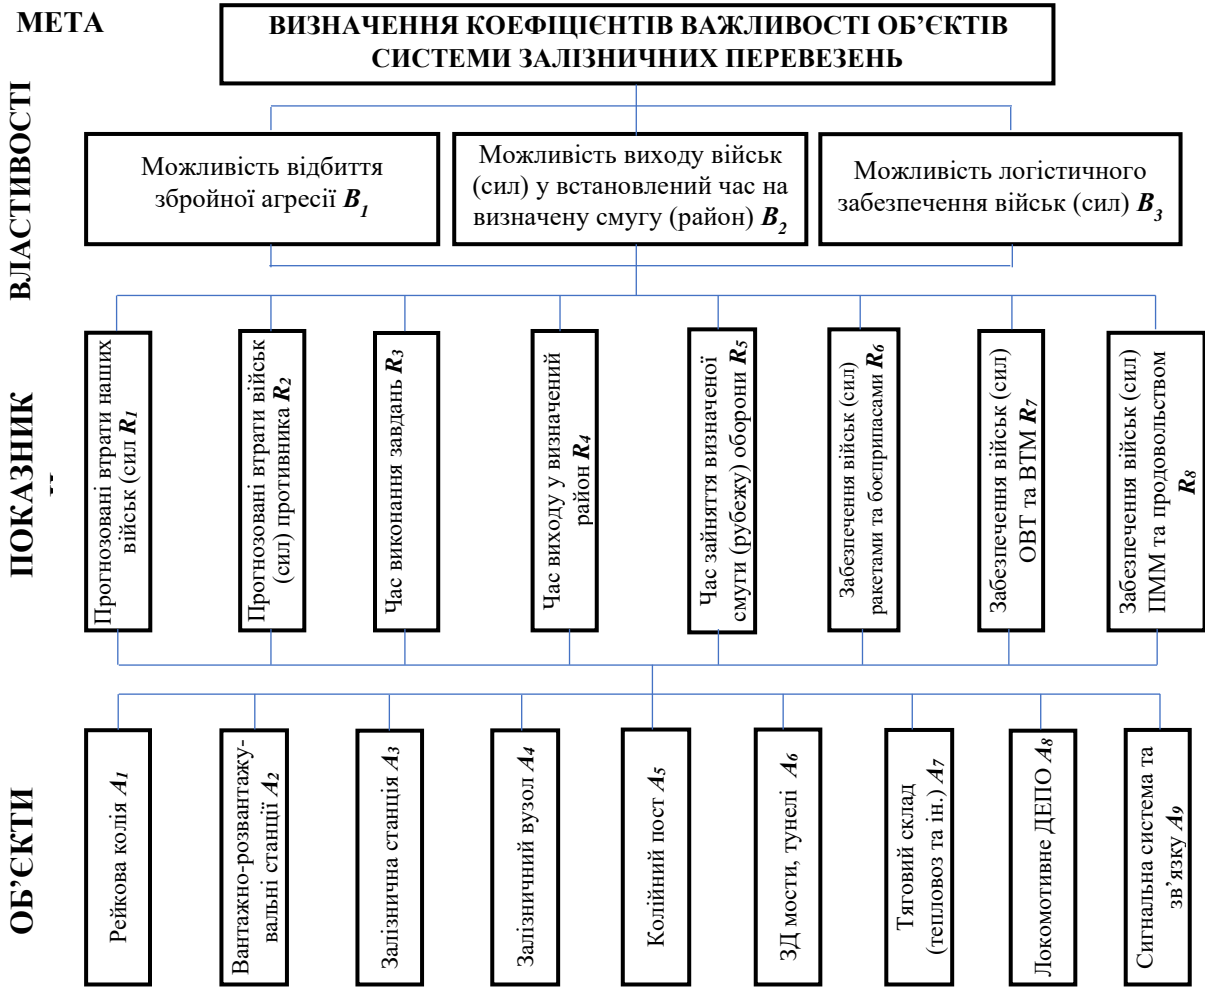 МЕТА
ВИЗНАЧЕННЯ КОЕФІЦІЄНТІВ ВАЖЛИВОСТІ ОБ’ЄКТІВ
СИСТЕМИ ЗАЛІЗНИЧНИХ ПЕРЕВЕЗЕНЬ
ВЛАСТИВОСТІ
Можливість відбиття
збройної агресії B1
Можливість виходу військ
(сил) у встановлений час на
визначену смугу (район) B2
Можливість логістичного
забезпечення військ (сил) B3
ПОКАЗНИК
Прогнозовані втрати наших
військ (сил R1
Прогнозовані втрати військ
(сил) противника R2
Час виконання завдань R3
Час виходу у визначений
район R4
Час зайняття визначеної
смуги (рубежу) оборони R5
Забезпечення військ (сил)
ракетами та боєприпасами R6
Забезпечення військ (сил)
ОВТ та ВТМ R7
Забезпечення військ (сил)
ПММ та продовольством
R8
ОБ’ЄКТИ
Рейкова колія A1
Вантажно-розвантажу-
вальні станції A2
Залізнична станція A3
Залізничний вузол A4
Колійний пост A5
ЗД мости, тунелі A6
Тяговий склад
(тепловоз та ін.) A7
Локомотивне ДЕПО A8
Сигнальна система та
зв’язку A9